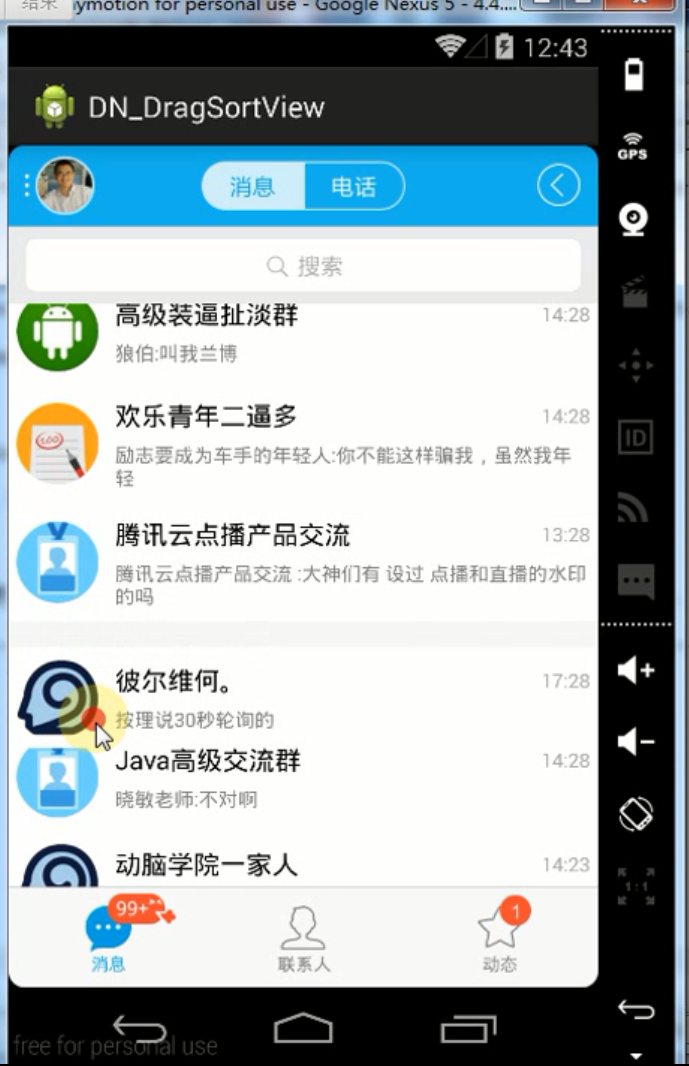 结束
ymotion for personal use - Google Nexus 5 - 4.4....
12:43
DN_DragSortView
GPS
消息
电话
搜索
高级装逼扯淡群
14:28
狼伯:叫我兰博
欢乐青年二逼多
14:28
励志要成为车手的年轻人:你不能这样骗我，虽然我年
轻
腾讯云点播产品交流
13:28
腾讯云点播产品交流 :大神们有 设过 点播和直播的水印
的吗
彼尔维何。
17:28
按理说30秒轮询的
Java高级交流群
14:28
晓敏老师:不对啊
动脑学院一家人
14:23
99+
1
消息
联系人
动态
ID
1:1
free for personal use